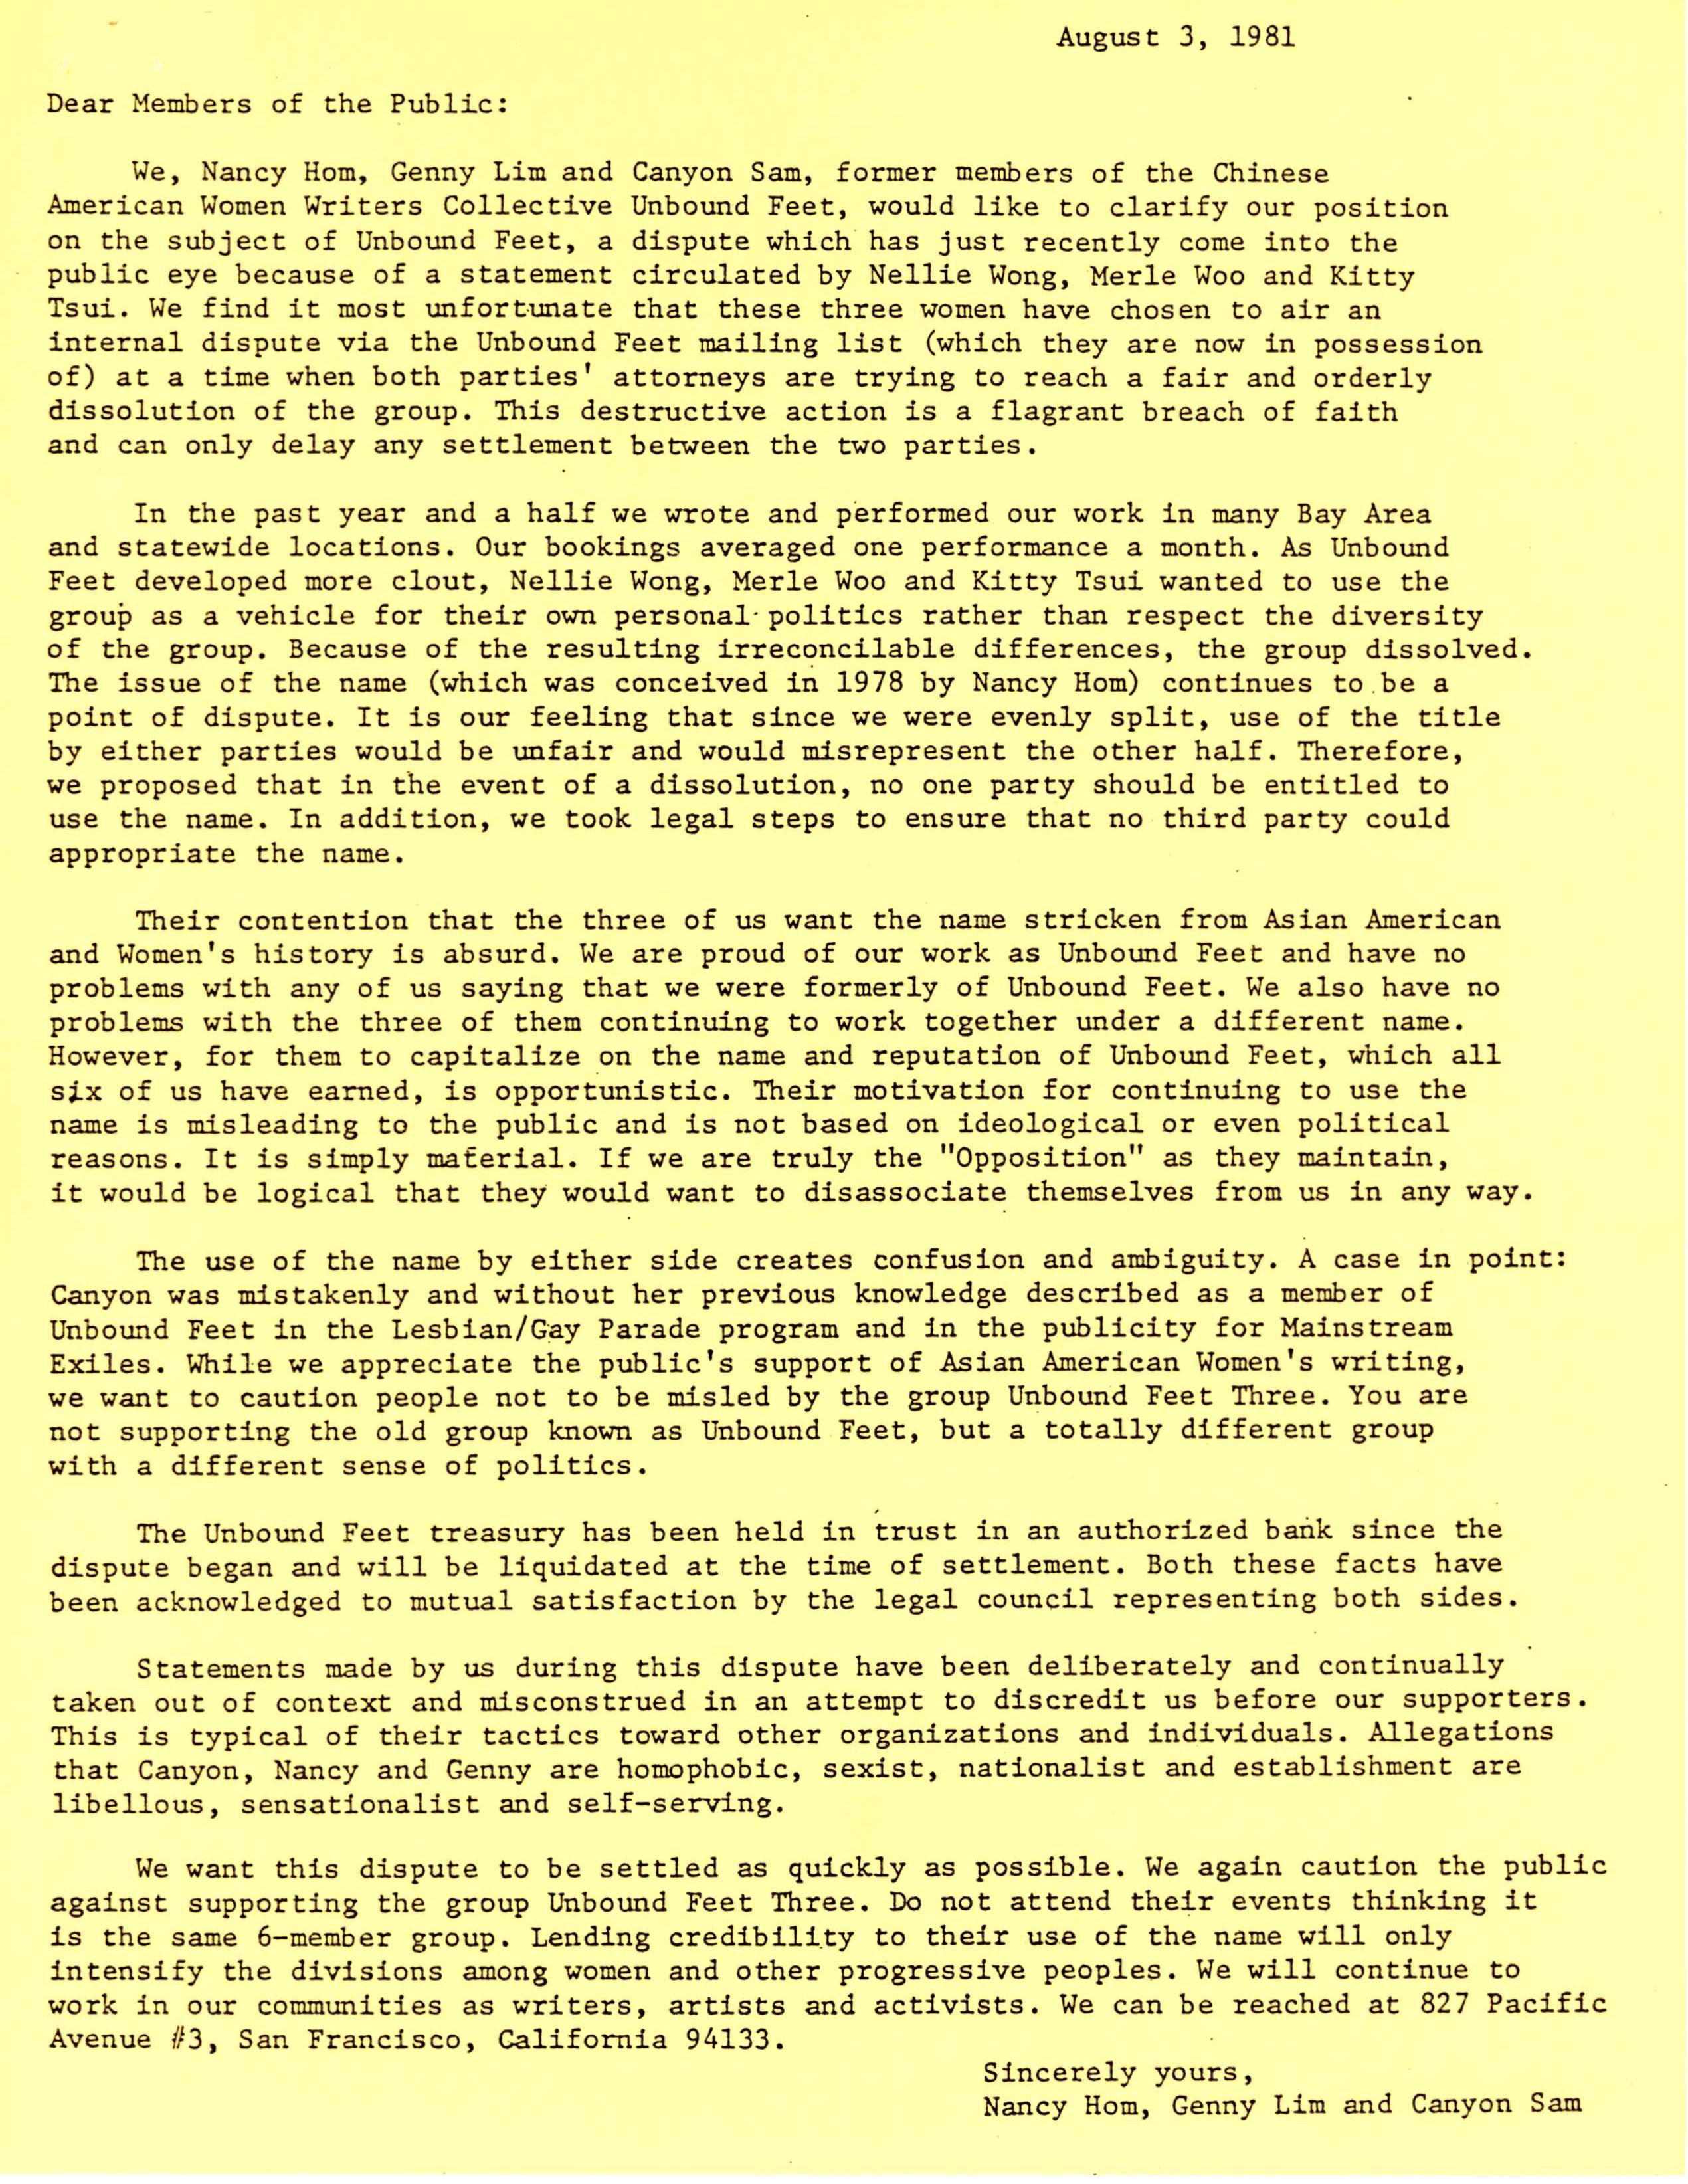 August 3, 1981
Dear Members of the Public:
We, Nancy Hom, Genny Lim and Canyon Sam, former members of the Chinese
American Women Writers Collective Unbound Feet, would like to clarify our position
on the subject of Unbound Feet, a dispute which has just recently come into the
public eye because of a statement circulated by Nellie Wong, Merle Woo and Kitty
Tsui. We find it most unfortunate that these three women have chosen to air an
internal dispute via the Unbound Feet mailing list (which they are now in possession
of) at a time when both parties' attorneys are trying to reach a fair and orderly
dissolution of the group. This destructive action is a flagrant breach of faith
and can only delay any settlement between the two parties.
In the past year and a half we wrote and performed our work in many Bay Area
and statewide locations. Our bookings averaged one performance a month. As Unbound
Feet developed more clout, Nellie Wong, Merle Woo and Kitty Tsui wanted to use the
group as a vehicle for their own personal politics rather than respect the diversity
of the group. Because of the resulting irreconcilable differences, the group dissolved.
The issue of the name (which was conceived in 1978 by Nancy Hom) continues to be a
point of dispute. It is our feeling that since we were evenly split, use of the title
by either parties would be unfair and would misrepresent the other half. Therefore,
we proposed that in the event of a dissolution, no one party should be entitled to
use the name. In addition, we took legal steps to ensure that no third party could
appropriate the name.
Their contention that the three of us want the name stricken from Asian American
and Women's history is absurd. We are proud of our work as Unbound Feet and have no
problems with any of us saying that we were formerly of Unbound Feet. We also have no
problems with the three of them continuing to work together under a different name.
However, for them to capitalize on the name and reputation of Unbound Feet, which all
six of us have earned, is opportunistic. Their motivation for continuing to use the
name is misleading to the public and is not based on ideological or even political
reasons. It is simply material. If we are truly the "Opposition" as they maintain,
it would be logical that they would want to disassociate themselves from us in any way.
The use of the name by either side creates confusion and ambiguity. A case in point:
Canyon was mistakenly and without her previous knowledge described as a member of
Unbound Feet in the Lesbian/Gay Parade program and in the publicity for Mainstream
Exiles. While we appreciate the public's support of Asian American Women's writing,
we want to caution people not to be misled by the group Unbound Feet Three. You are
not supporting the old group known as Unbound Feet, but a totally different group
with a different sense of politics.
The Unbound Feet treasury has been held in trust in an authorized bank since the
dispute began and will be liquidated at the time of settlement. Both these facts have
been acknowledged to mutual satisfaction by the legal council representing both sides.
Statements made by us during this dispute have been deliberately and continually
taken out of context and misconstrued in an attempt to discredit us before our supporters.
This is typical of their tactics toward other organizations and individuals. Allegations
that Canyon, Nancy and Genny are homophobic, sexist, nationalist and establishment are
libellous, sensationalist and self-serving.
We want this dispute to be settled as quickly as possible. We again caution the public
against supporting the group Unbound Feet Three. Do not attend their events thinking it
is the same 6-member group. Lending credibility to their use of the name will only
intensify the divisions among women and other progressive peoples. We will continue to
work in our communities as writers, artists and activists. We can be reached at 827 Pacific
Avenue #3, San Francisco, California 94133.
Sincerely yours,
Nancy Hom, Genny Lim and Canyon Sam